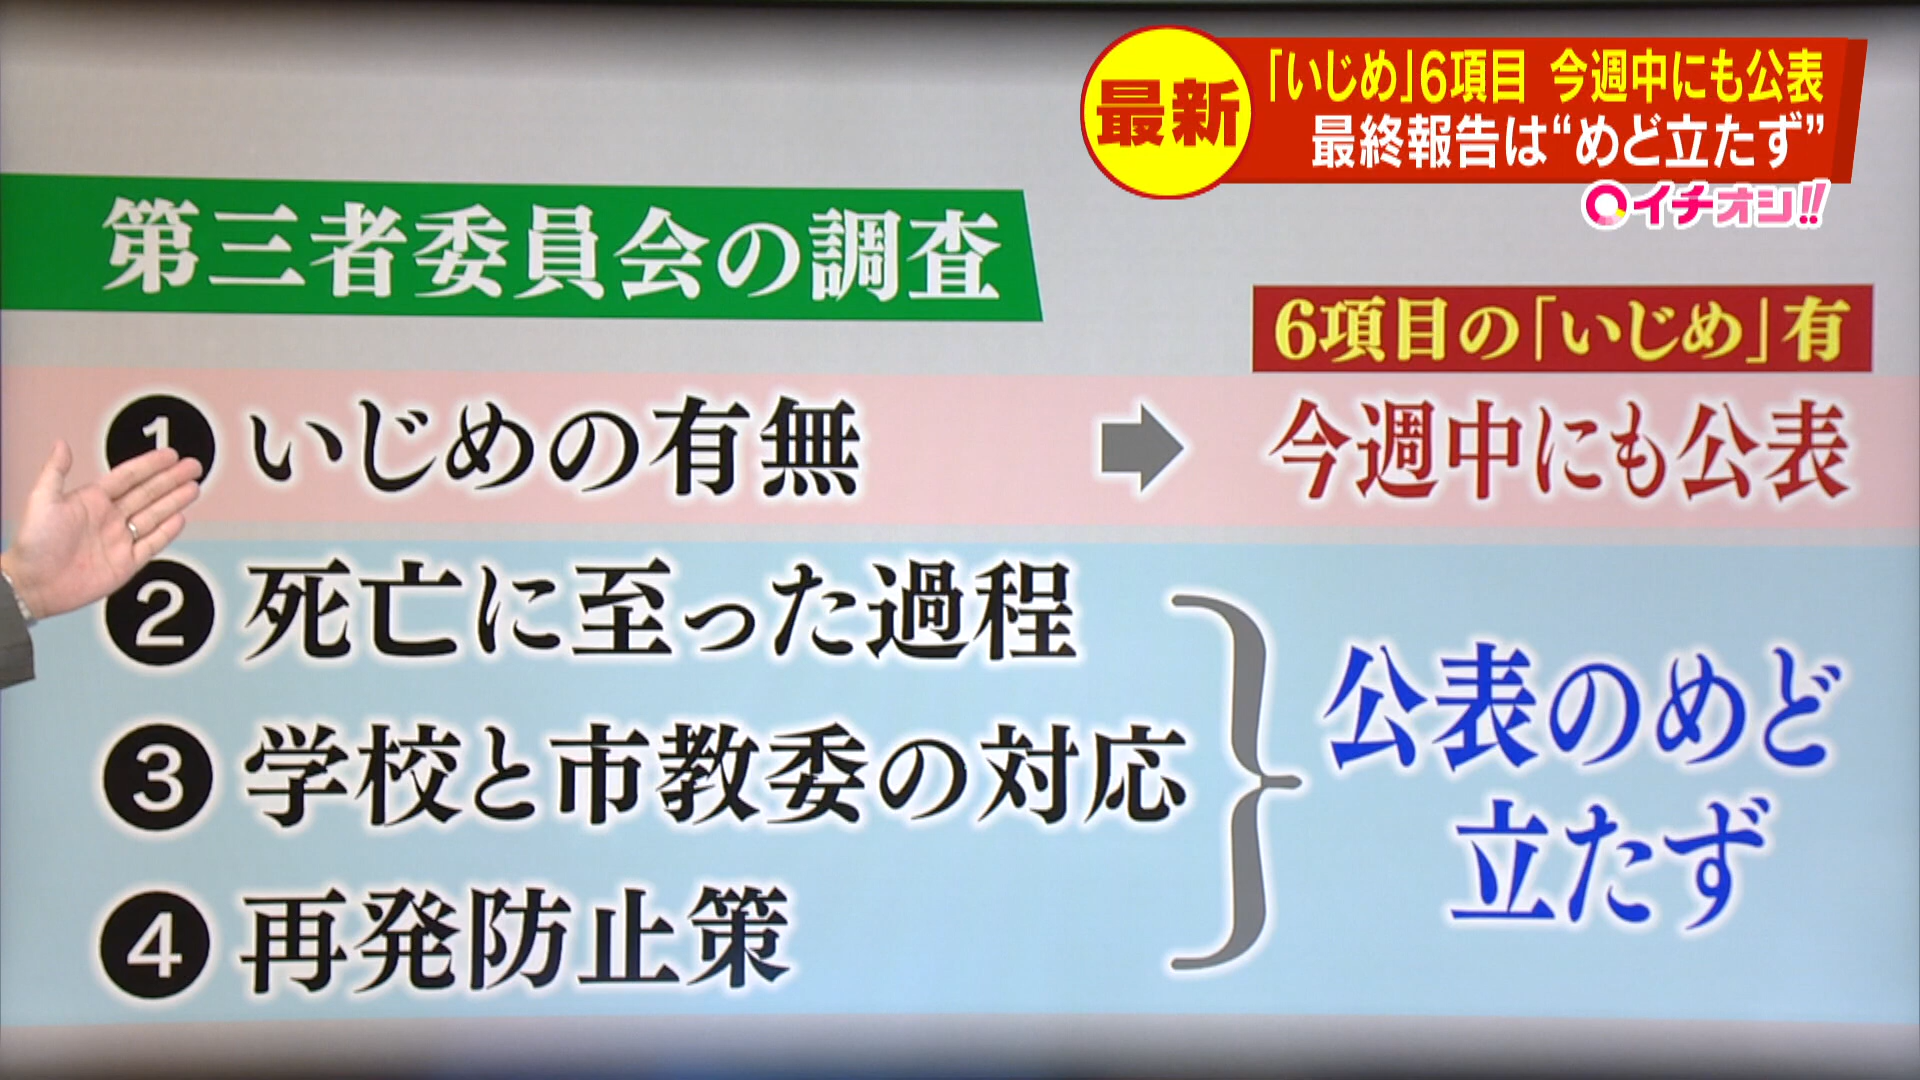 最新
「いじめ」6項目 今週中にも公表
最終報告は“めど立たず”
イチオシ!!
第三者委員会の調査
6項目の「いじめ」有
1 いじめの有無
今週中にも公表
2 死亡に至った過程
3 学校と市教委の対応
4 再発防止策
公表のめど
立たず